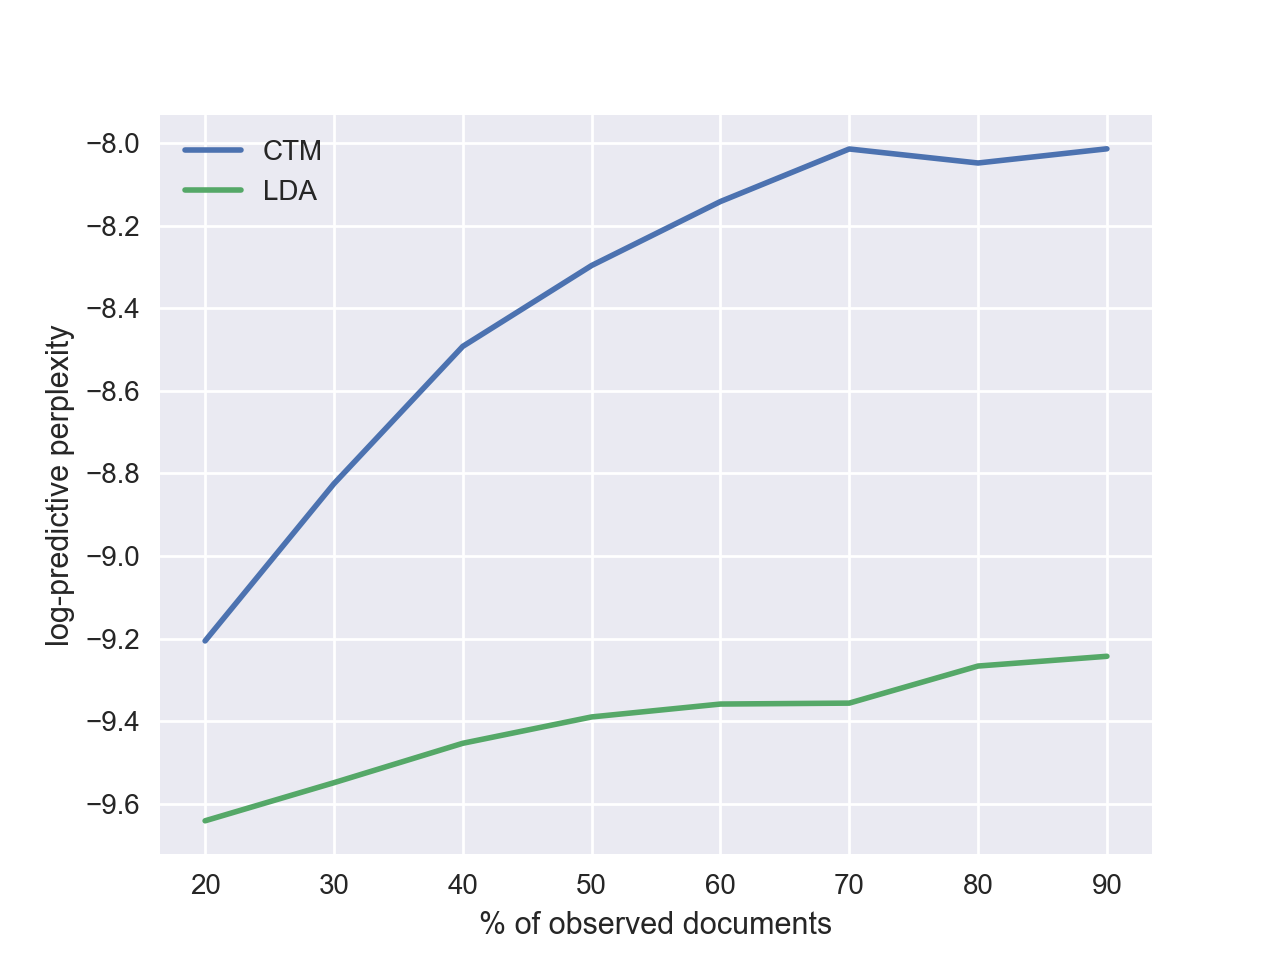 CTM
LDA
−8.0
−8.2
−8.4
−8.6
−8.8
−9.0
−9.2
−9.4
−9.6
log-predictive perplexity
20 30 40 50 60 70 80 90
% of observed documents